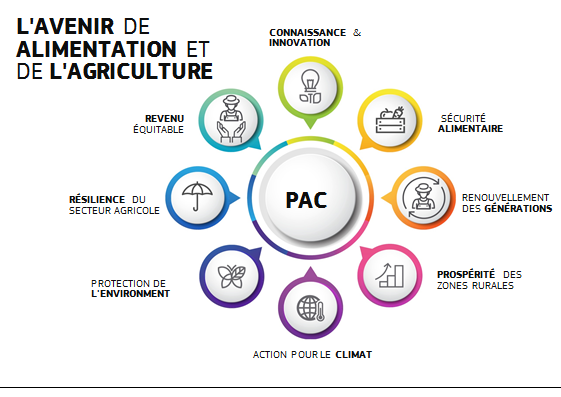 L'AVENIR DE
ALIMENTATION ET
DE L'AGRICULTURE
CONNAISSANCE &
INNOVATION
REVENU
ÉQUITABLE
SÉCURITÉ
ALIMENTAIRE
RÉSILIENCE DU
SECTEUR AGRICOLE
PAC
RENOUVELLEMENT
DES GÉNÉRATIONS
PROTECTION DE
L'ENVIRONMENT
PROSPÉRITÉ DES
ZONES RURALES
ACTION POUR LE CLIMAT